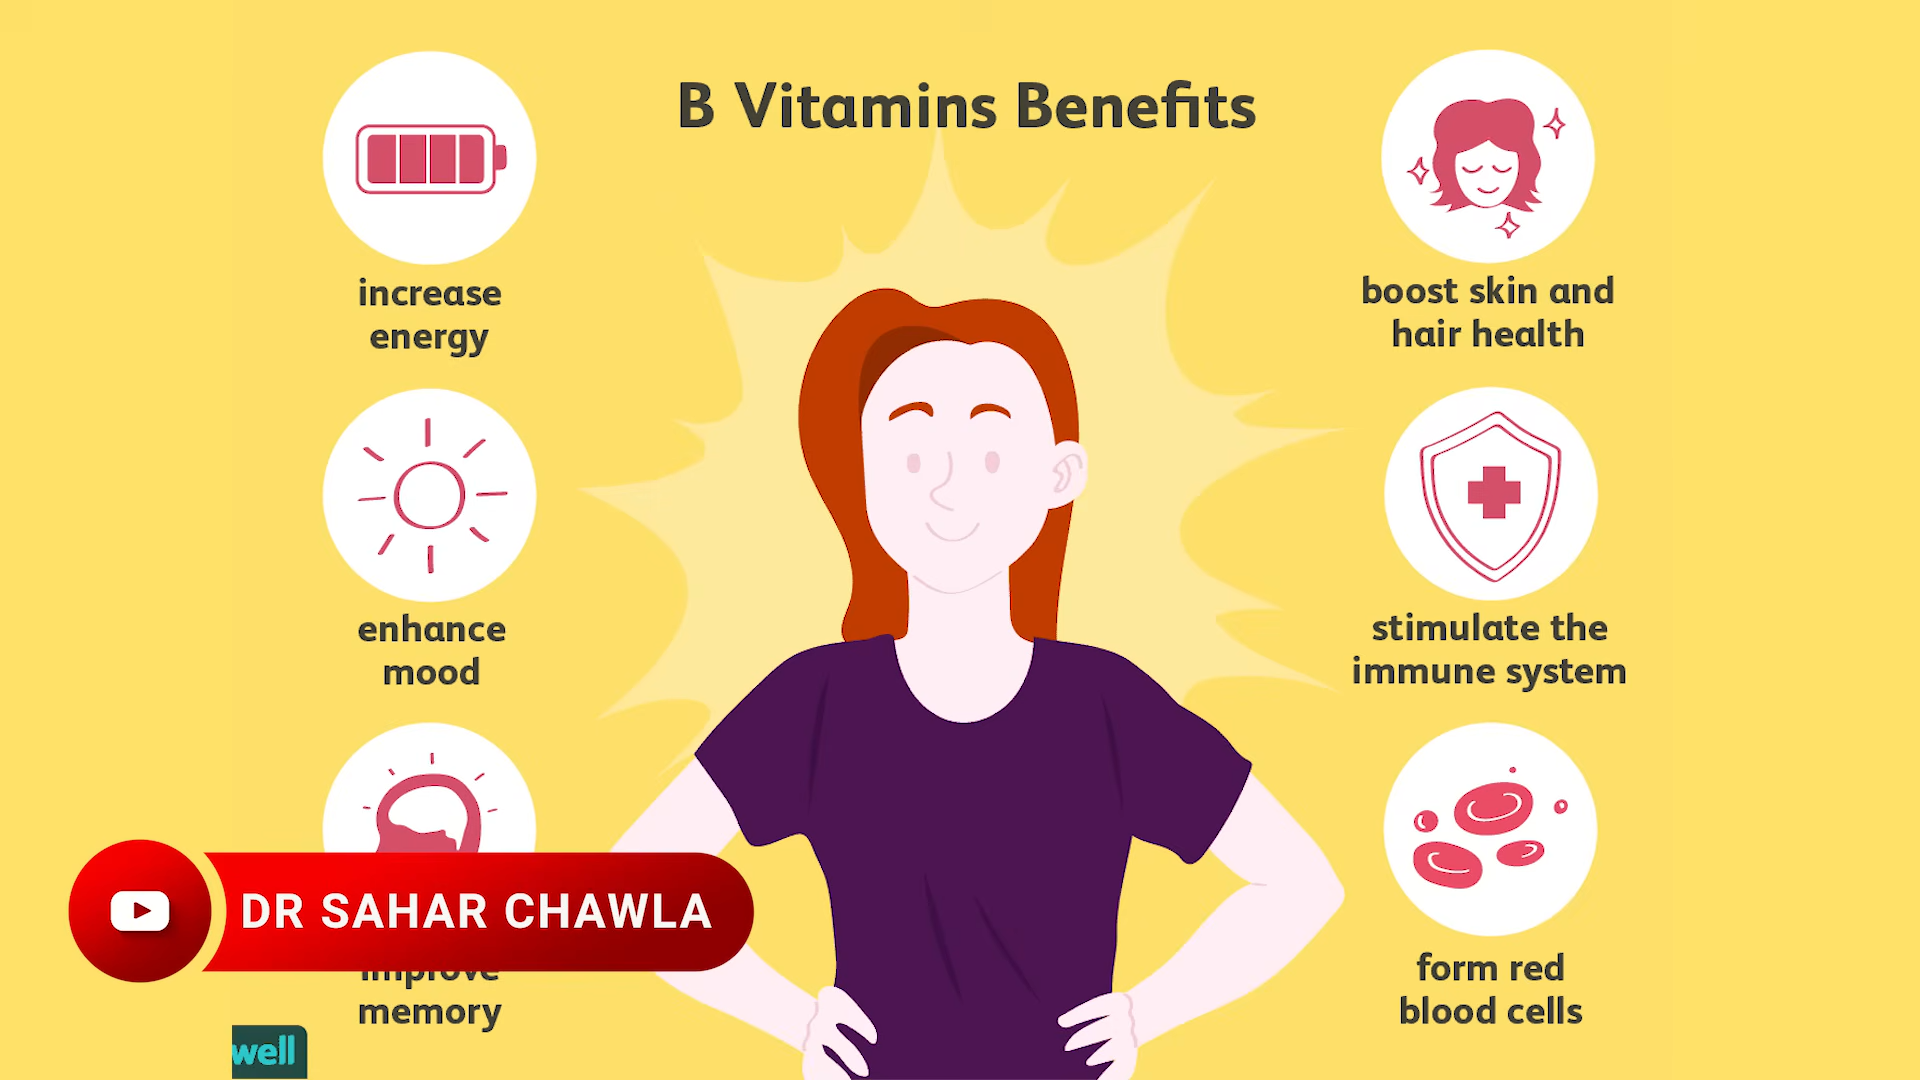 B Vitamins Benefits
increase
energy
boost skin and
hair health
enhance
mood
stimulate the
immune system
DR SAHAR CHAWLA
improve
memory
form red
blood cells
well